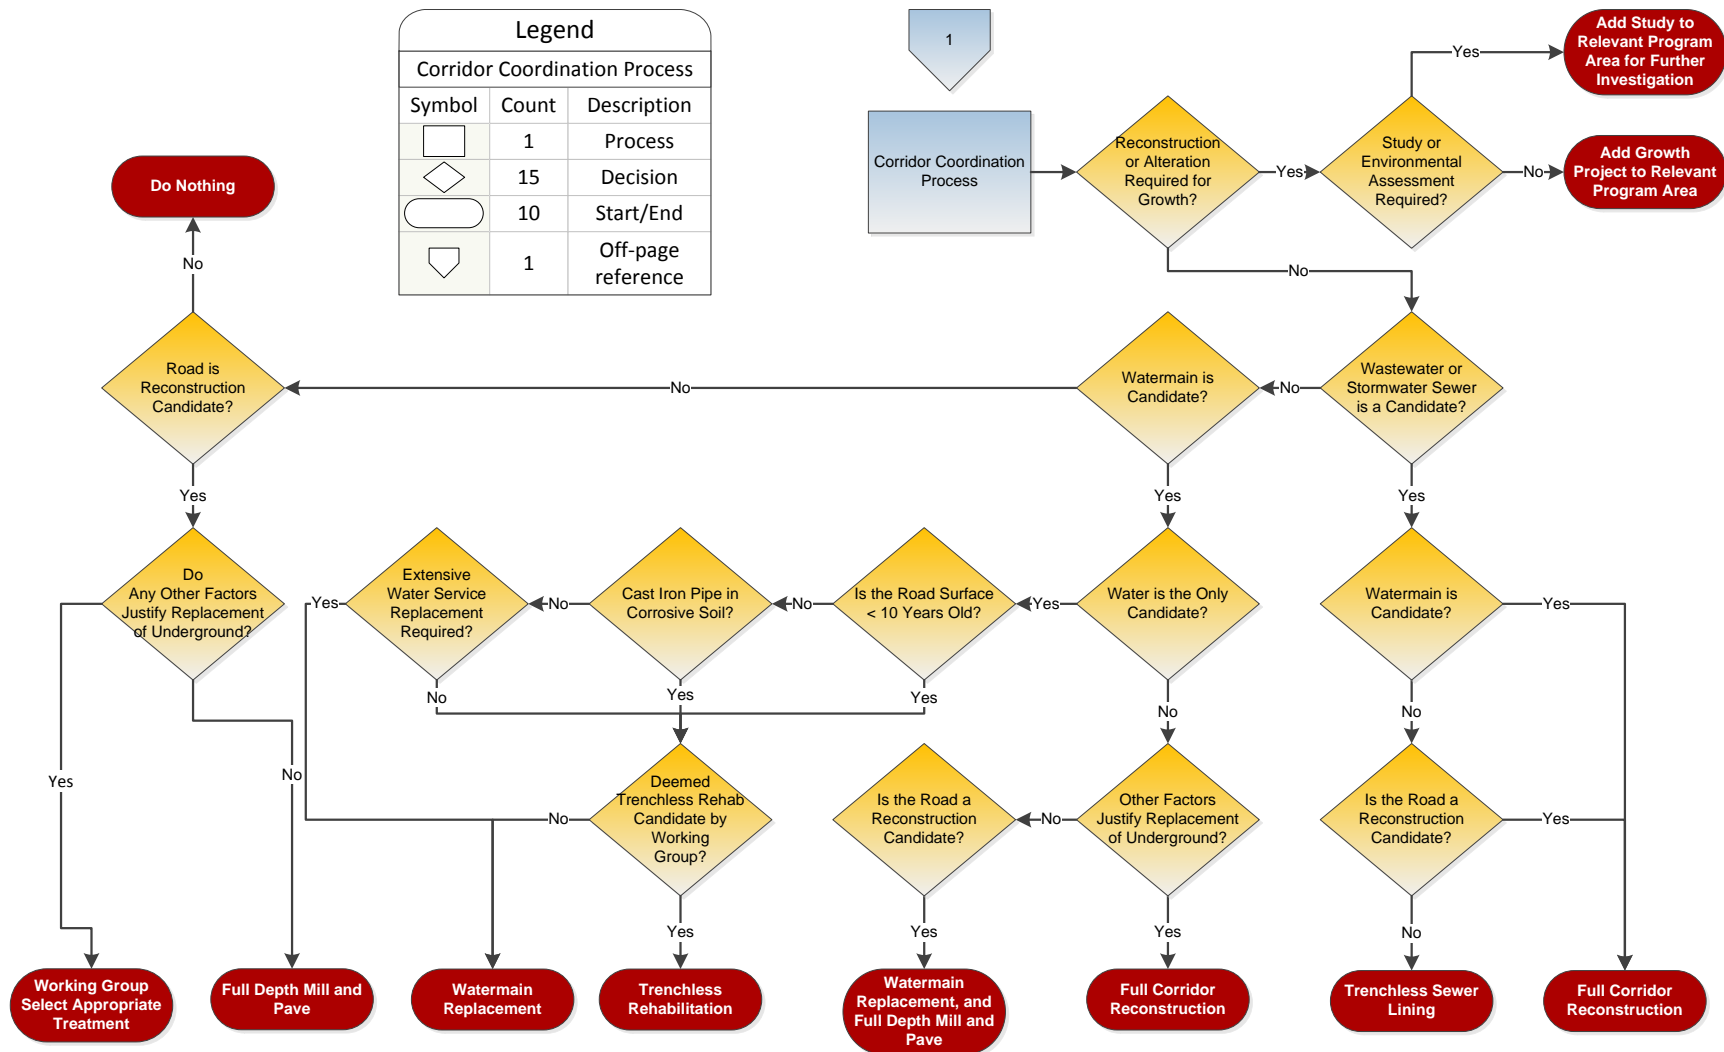 Legend
Corridor Coordination Process
Symbol Count Description
1 Process
15 Decision
10 Start/End
1 Off-page
reference
1
Corridor Coordination
Process
Reconstruction
or Alteration
Required for
Growth?
Yes
Study or
Environmental
Assessment
Required?
Yes
Add Study to
Relevant Program
Area for Further
Investigation
No
Add Growth
Project to Relevant
Program Area
No
Do Nothing
No
Road is
Reconstruction
Candidate?
No
Watermain is
Candidate?
No
Wastewater or
Stormwater Sewer
is a Candidate?
Yes
Yes
Yes
Do
Any Other Factors
Justify Replacement
of Underground?
Yes
Extensive
Water Service
Replacement
Required?
No
Cast Iron Pipe in
Corrosive Soil?
No
Is the Road Surface
< 10 Years Old?
Yes
Water is the Only
Candidate?
Watermain is
Candidate?
Yes
No
Yes
Yes
No
No
Yes
No
Deemed
Trenchless Rehab
Candidate by
Working
Group?
No
Is the Road a
Reconstruction
Candidate?
No
Other Factors
Justify Replacement
of Underground?
Is the Road a
Reconstruction
Candidate?
Yes
Yes
Yes
Yes
No
Working Group
Select Appropriate
Treatment
Full Depth Mill and
Pave
Watermain
Replacement
Trenchless
Rehabilitation
Watermain
Replacement, and
Full Depth Mill and
Pave
Full Corridor
Reconstruction
Trenchless Sewer
Lining
Full Corridor
Reconstruction